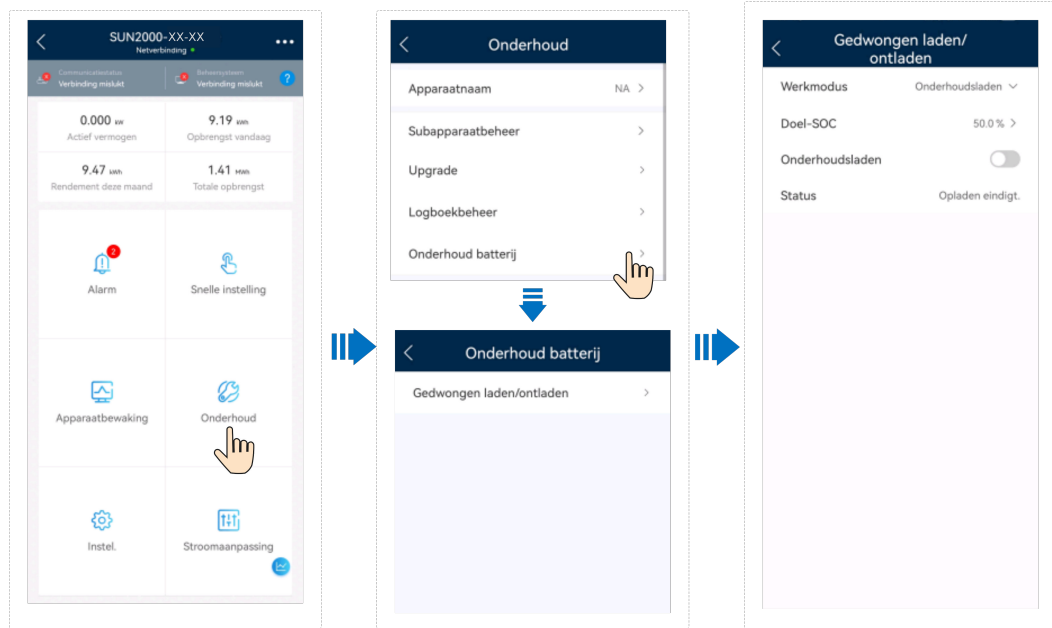 SUN2000-XX-XX
Netverbinding
Communicatiestatus
Verbinding mislukt
Beheersysteem
Verbinding mislukt
?
0.000 kW
Actief vermogen
9.19 kWh
Opbrengst vandaag
9.47 kWh
Rendement deze maand
1.41 MWh
Totale opbrengst
2
Alarm
Snelle instelling
Apparaatbewaking
Onderhoud
Instel.
Stroomaanpassing
Onderhoud
Apparaatnaam NA
Subapparaatbeheer
Upgrade
Logboekbeheer
Onderhoud batterij
Onderhoud batterij
Gedwongen laden/ontladen
Gedwongen laden/
ontladen
Werkmodus Onderhoudsladen
Doel-SOC 50.0 %
Onderhoudsladen
Status Opladen eindigt.